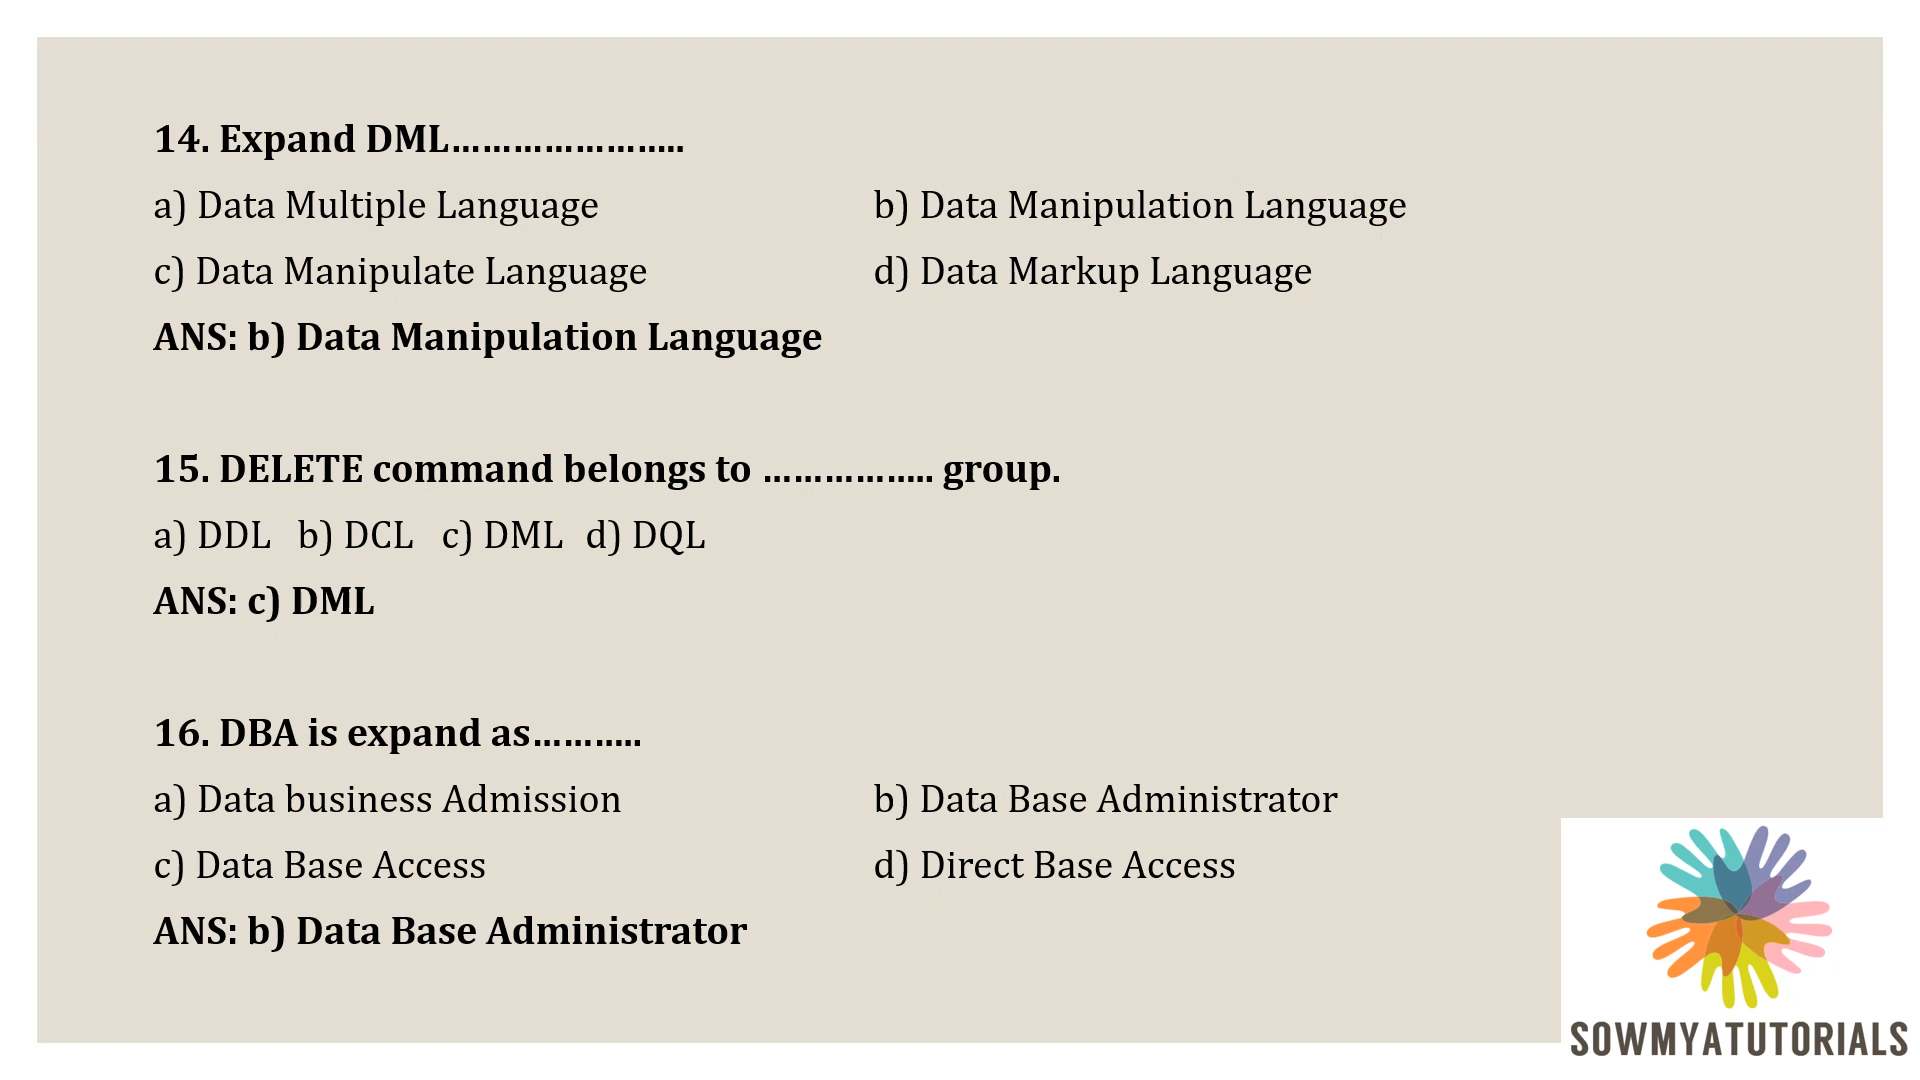 14. Expand DML…………………..
a) Data Multiple Language b) Data Manipulation Language
c) Data Manipulate Language d) Data Markup Language
ANS: b) Data Manipulation Language
15. DELETE command belongs to …………….. group.
a) DDL b) DCL c) DML d) DQL
ANS: c) DML
16. DBA is expand as………..
a) Data business Admission b) Data Base Administrator
c) Data Base Access d) Direct Base Access
ANS: b) Data Base Administrator
SOWMYATUTORIALS